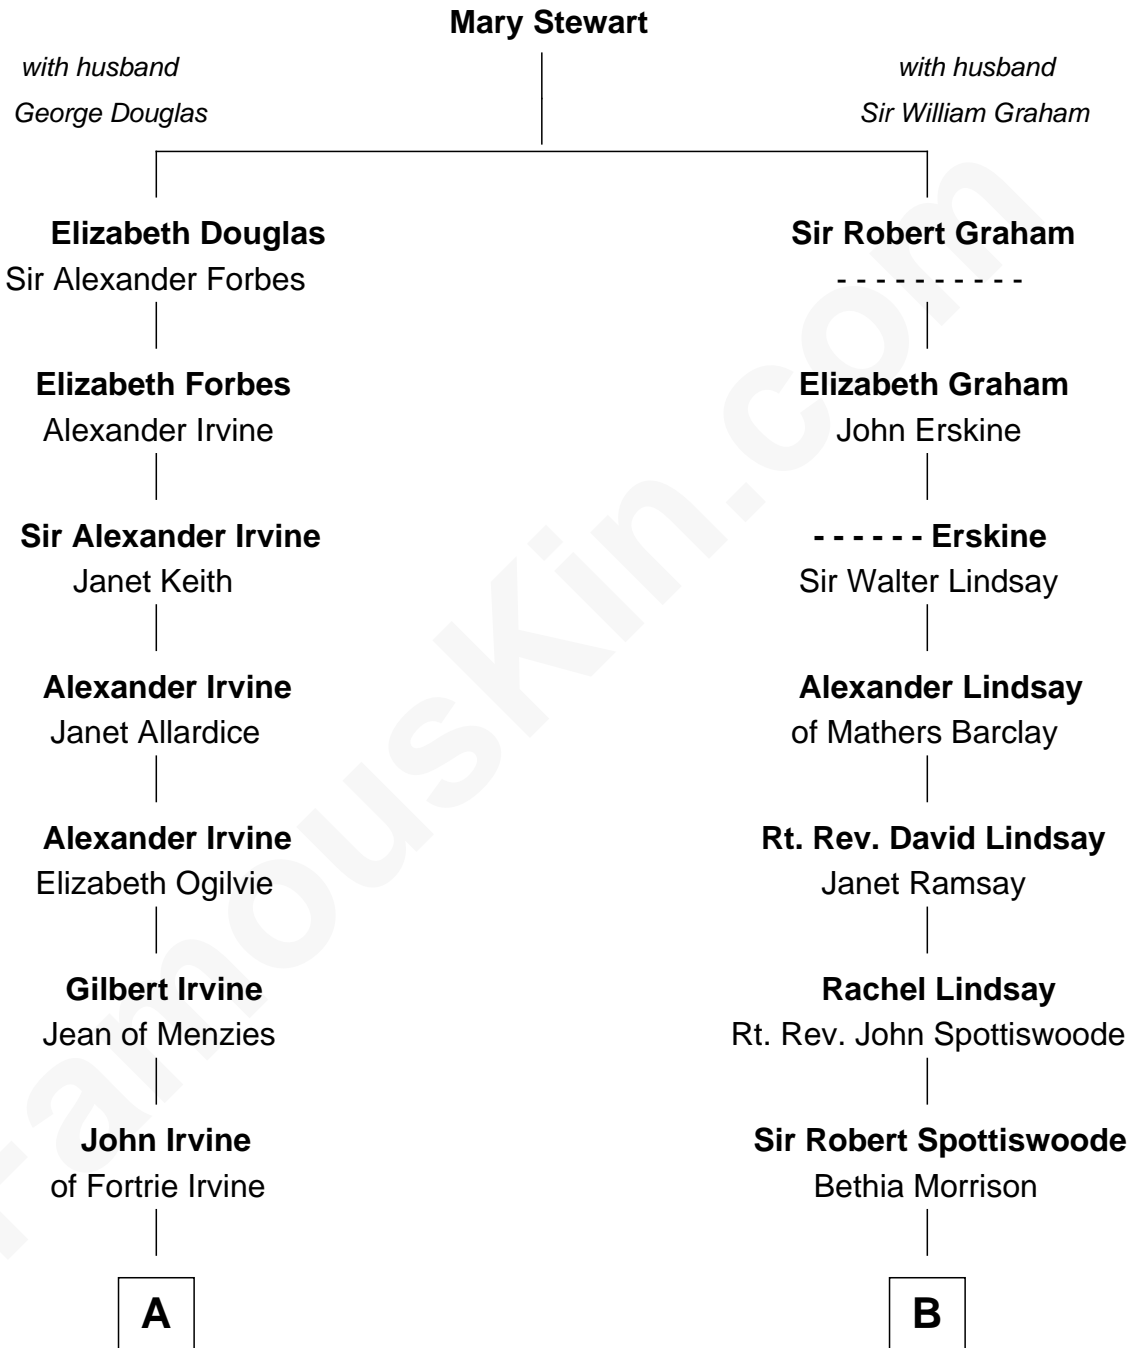 Mary Stewart
with husband
George Douglas
with husband
Sir William Graham
Elizabeth Douglas
Sir Alexander Forbes
Sir Robert Graham
- - - - - - - - - -
Elizabeth Forbes
Alexander Irvine
Elizabeth Graham
John Erskine
Sir Alexander Irvine
Janet Keith
- - - - - - Erskine
Sir Walter Lindsay
Alexander Irvine
Janet Allardice
Alexander Lindsay
of Mathers Barclay
Alexander Irvine
Elizabeth Ogilvie
Rt. Rev. David Lindsay
Janet Ramsay
Gilbert Irvine
Jean of Menzies
Rachel Lindsay
Rt. Rev. John Spottiswoode
John Irvine
of Fortrie Irvine
Sir Robert Spottiswoode
Bethia Morrison
A
B
FamousKin.com